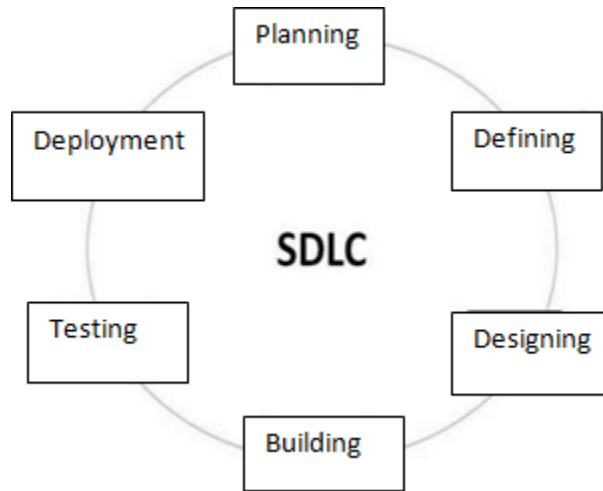 Planning
Deployment
Defining
SDLC
Testing
Designing
Building